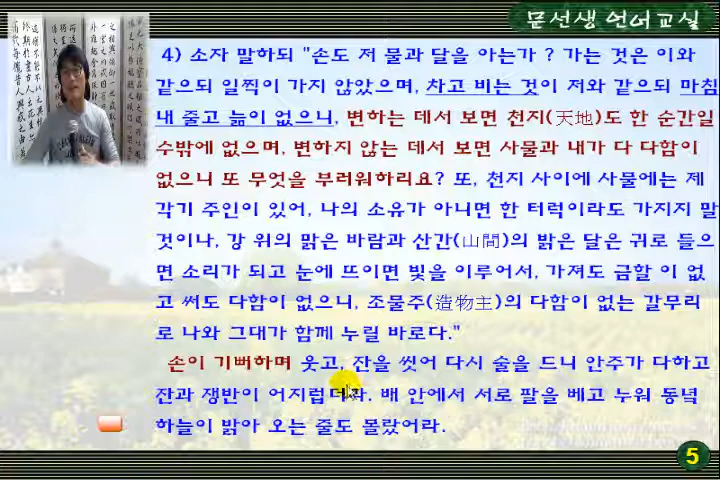 문선생 언어교실
4) 소자 말하되 "손도 저 물과 달을 아는가 ? 가는 것은 이와
같으되 일찍이 가지 않았으며, 차고 비는 것이 저와 같으되 마침
내 줄고 늚이 없으니, 변하는 데서 보면 천지(天地)도 한 순간일
수밖에 없으며, 변하지 않는 데서 보면 사물과 내가 다 다함이
없으니 또 무엇을 부러워하리요? 또, 천지 사이에 사물에는 제
각기 주인이 있어, 나의 소유가 아니면 한 터럭이라도 가지지 말
것이나, 강 위의 맑은 바람과 산간(山間)의 밝은 달은 귀로 들으
면 소리가 되고 눈에 뜨이면 빛을 이루어서, 가져도 금할 이 없
고 써도 다함이 없으니, 조물주(造物主)의 다함이 없는 갈무리
로 나와 그대가 함께 누릴 바로다."
손이 기뻐하며 웃고, 잔을 씻어 다시 술을 드니 안주가 다하고
잔과 쟁반이 어지럽더라. 배 안에서 서로 팔을 베고 누워 동녘
하늘이 밝아 오는 줄도 몰랐어라.
5